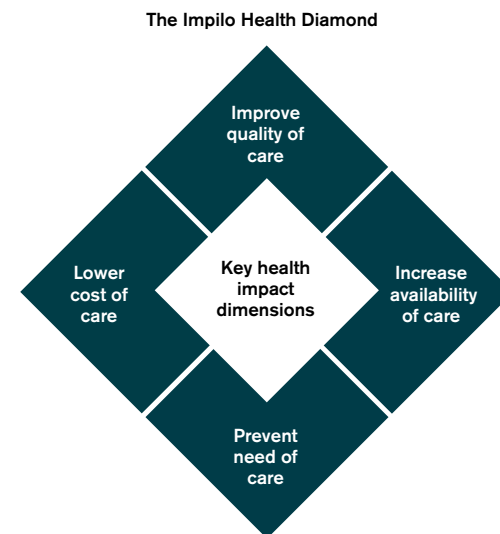 The Impilo Health Diamond
Improve
quality of
care
Lower
cost of
care
Key health
impact
dimensions
Increase
availability
of care
Prevent
need of
care